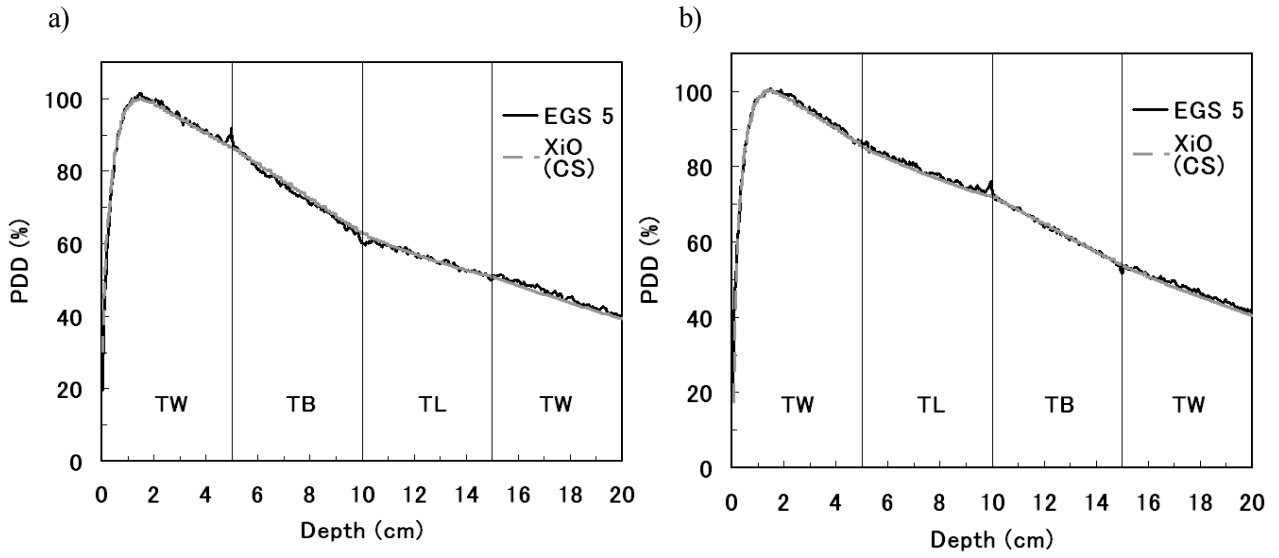 a)
PDD (%)
100
80
60
40
20
0
EGS 5
XiO
(CS)
TW TB TL TW
0 2 4 6 8 10 12 14 16 18 20
Depth (cm)
b)
PDD (%)
100
80
60
40
20
0
EGS 5
XiO
(CS)
TW TL TB TW
0 2 4 6 8 10 12 14 16 18 20
Depth (cm)